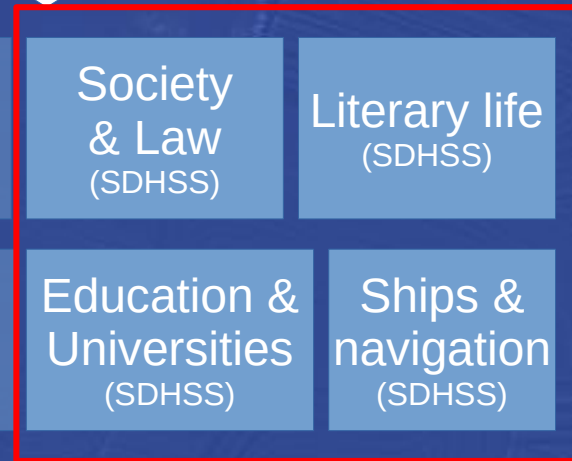 Society
& Law
(SDHSS)
Literary life
(SDHSS)
Education &
Universities
(SDHSS)
Ships &
navigation
(SDHSS)